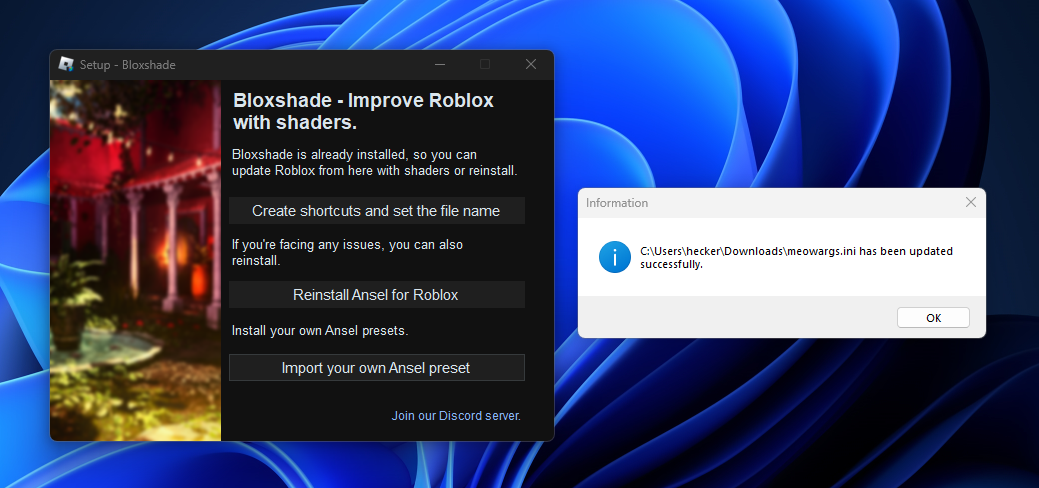 Setup - Bloxshade
Bloxshade - Improve Roblox
with shaders.
Bloxshade is already installed, so you can
update Roblox from here with shaders or reinstall.
Create shortcuts and set the file name
If you're facing any issues, you can also
reinstall.
Reinstall Ansel for Roblox
Install your own Ansel presets.
Import your own Ansel preset
Join our Discord server.
Information
C:\Users\hecker\Downloads\meowargs.ini has been updated
successfully.
OK